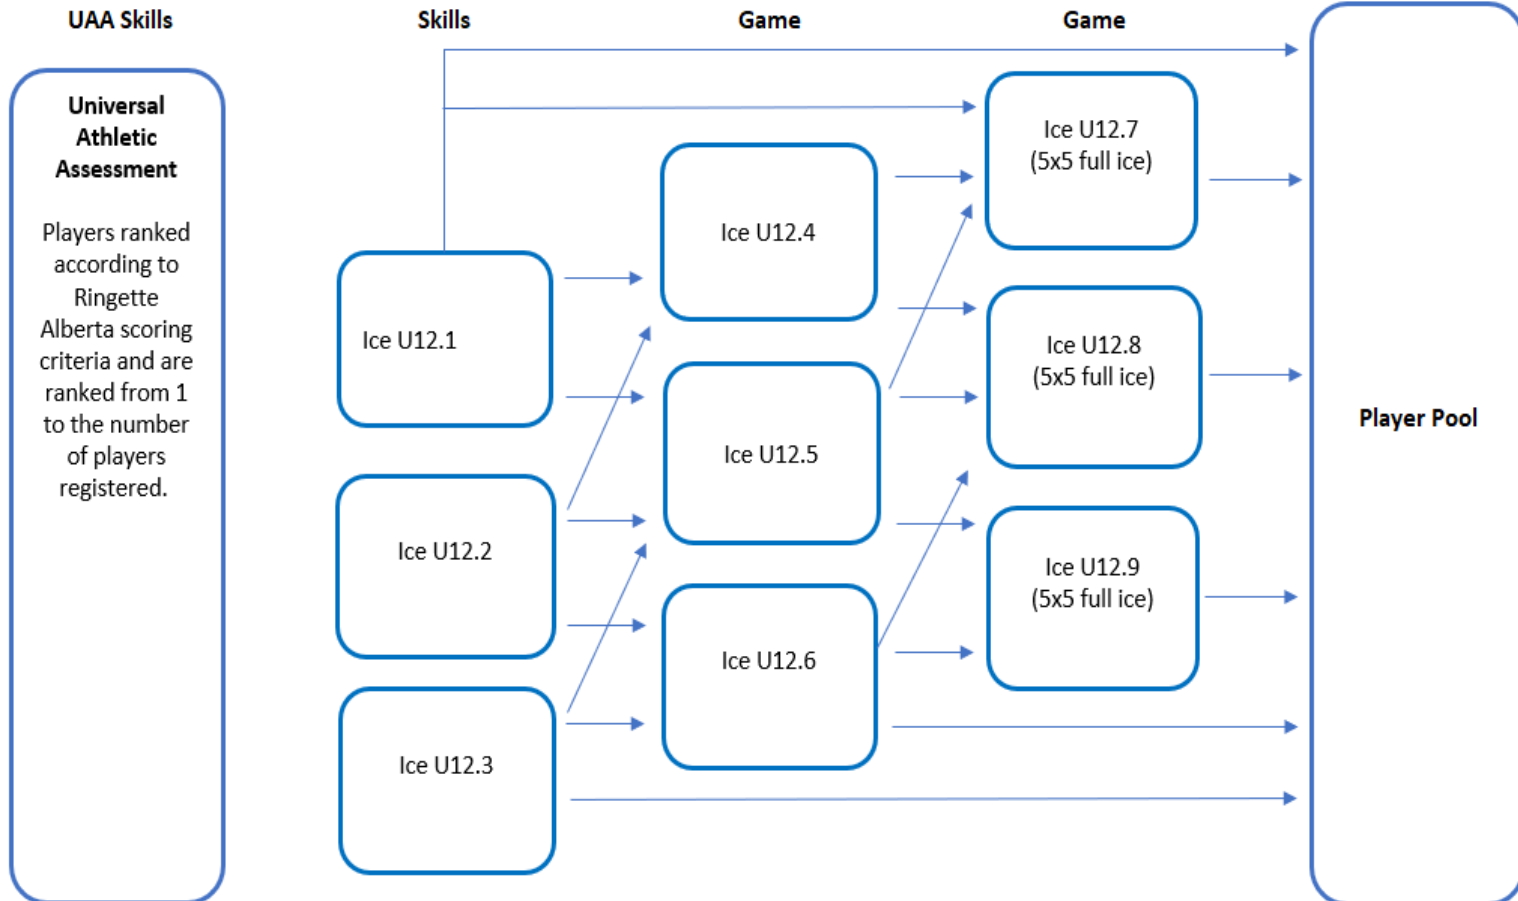 UAA Skills
Skills
Game
Game
Universal
Athletic
Assessment
Players ranked
according to
Ringette
Alberta scoring
criteria and are
ranked from 1
to the number
of players
registered.
Ice U12.1
Ice U12.2
Ice U12.3
Ice U12.4
Ice U12.5
Ice U12.6
Ice U12.7
(5x5 full ice)
Ice U12.8
(5x5 full ice)
Ice U12.9
(5x5 full ice)
Player Pool